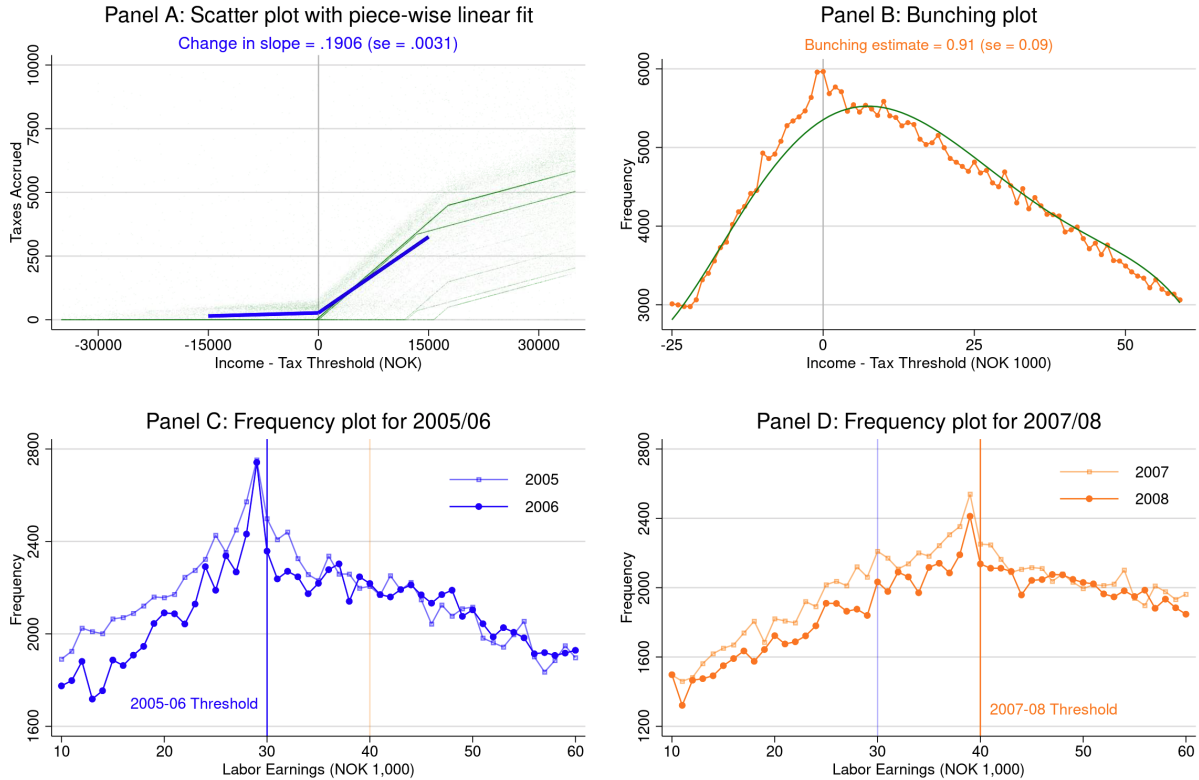 Panel A: Scatter plot with piece-wise linear fit
Change in slope = .1906 (se = .0031)
Taxes Accrued
10000
7500
5000
2500
0
-30000 -15000 0 15000 30000
Income - Tax Threshold (NOK)
Panel B: Bunching plot
Bunching estimate = 0.91 (se = 0.09)
Frequency
6000
5000
4000
3000
-25 0 25 50
Income - Tax Threshold (NOK 1000)
Panel C: Frequency plot for 2005/06
Frequency
2800
2400
2000
1600
2005
2006
2005-06 Threshold
10 20 30 40 50 60
Labor Earnings (NOK 1,000)
Panel D: Frequency plot for 2007/08
Frequency
2800
2400
2000
1600
1200
2007
2008
2007-08 Threshold
10 20 30 40 50 60
Labor Earnings (NOK 1,000)